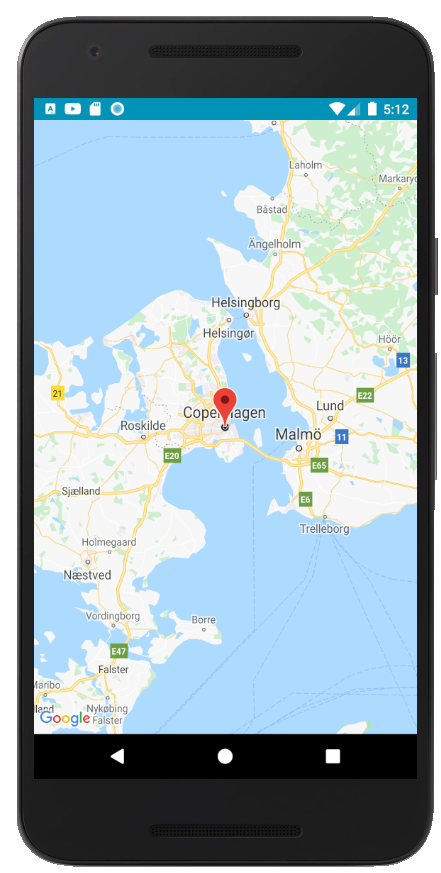 A
5:12
Laholm
Markaryd
Båstad
Ängelholm
Helsingborg
Helsingør
Höör
13
21
E22
Copenhagen
Lund
Roskilde
Malmö
11
E20
E65
Sjælland
E6
Trelleborg
Holmegaard
Næstved
Vordingborg
Borre
E47
Falster
Maribo
lland
Nykøbing
Falster
Google